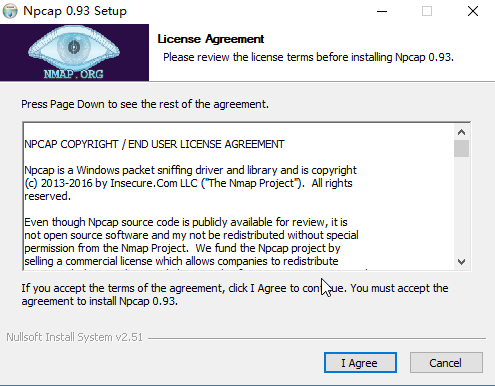 Npcap 0.93 Setup
NMAP.ORG
License Agreement
Please review the license terms before installing Npcap 0.93.
Press Page Down to see the rest of the agreement.
NPCAP COPYRIGHT / END USER LICENSE AGREEMENT
Npcap is a Windows packet sniffing driver and library and is copyright
(c) 2013-2016 by Insecure.Com LLC ("The Nmap Project").  All rights
reserved.
Even though Npcap source code is publicly available for review, it is
not open source software and my not be redistributed without special
permission from the Nmap Project.  We fund the Npcap project by
selling a commercial license which allows companies to redistribute
If you accept the terms of the agreement, click I Agree to continue. You must accept the
agreement to install Npcap 0.93.
Nullsoft Install System v2.51
I Agree
Cancel